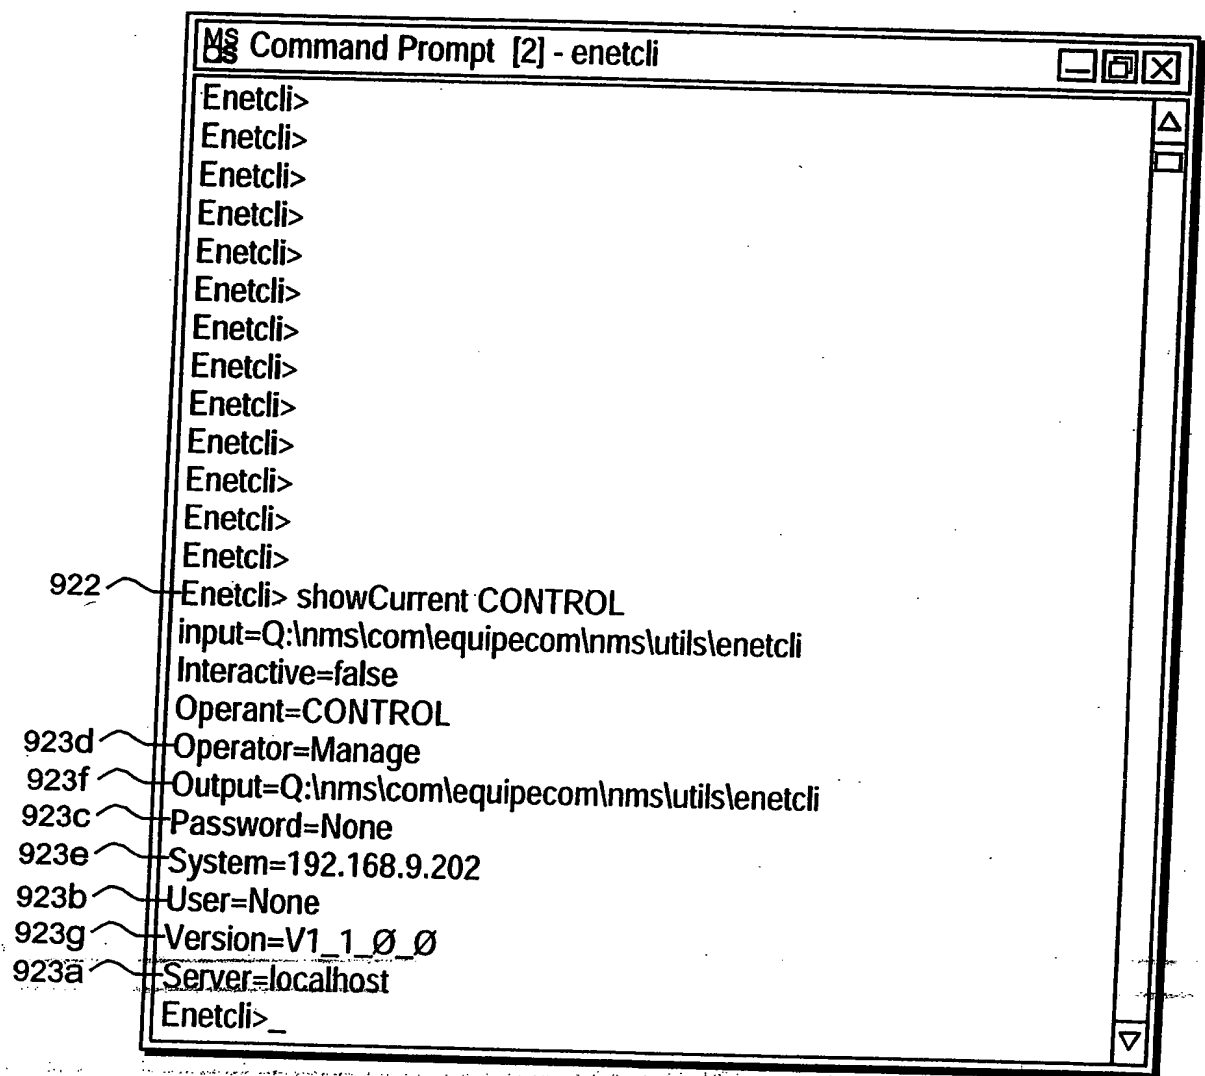 MS DOS Command Prompt [2] - enetcli
Enetcli>
Enetcli>
Enetcli>
Enetcli>
Enetcli>
Enetcli>
Enetcli>
Enetcli>
Enetcli>
Enetcli>
Enetcli>
Enetcli>
Enetcli>
922 Enetcli> showCurrent CONTROL
input=Q:\nms\com\equipecom\nms\utils\enetcli
Interactive=false
Operant=CONTROL
923d Operator=Manage
923f Output=Q:\nms\com\equipecom\nms\utils\enetcli
923c Password=None
923e System=192.168.9.202
923b User=None
923g Version=V1_1_Ø_Ø
923a Server=localhost
Enetcli>_